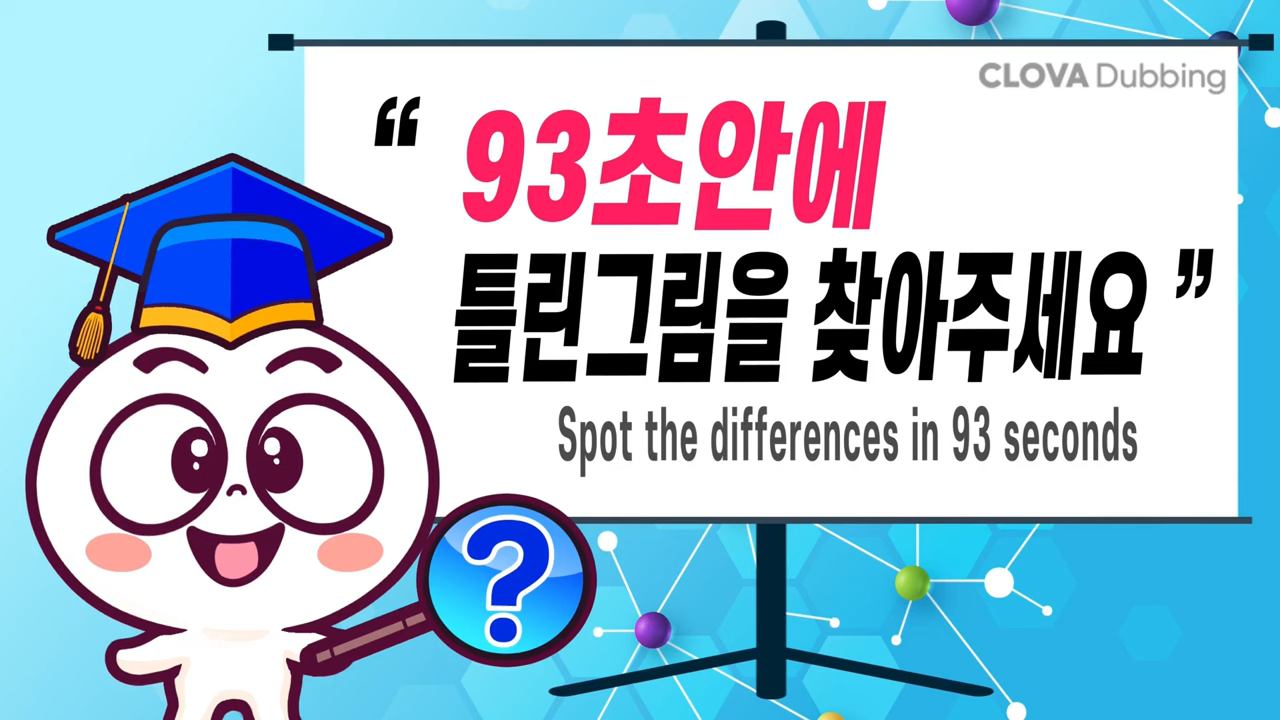 CLOVA Dubbing
“ 93초안에
틀린그림을 찾아주세요 ”
Spot the differences in 93 seconds
?